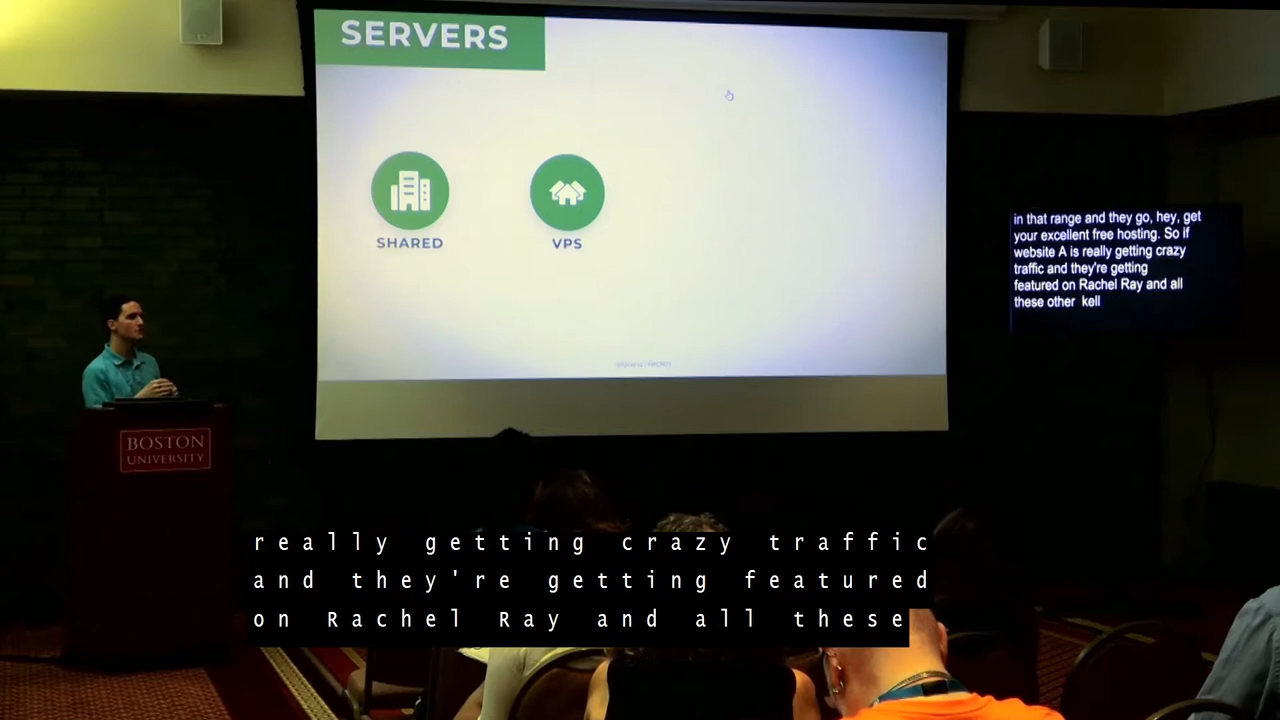 SERVERS
SHARED
VPS
in that range and they go, hey, get
your excellent free hosting. So if
website A is really getting crazy
traffic and they're getting
featured on Rachel Ray and all
these other kell
BOSTON
UNIVERSITY
really getting crazy traffic
and they're getting featured
on Rachel Ray and all these